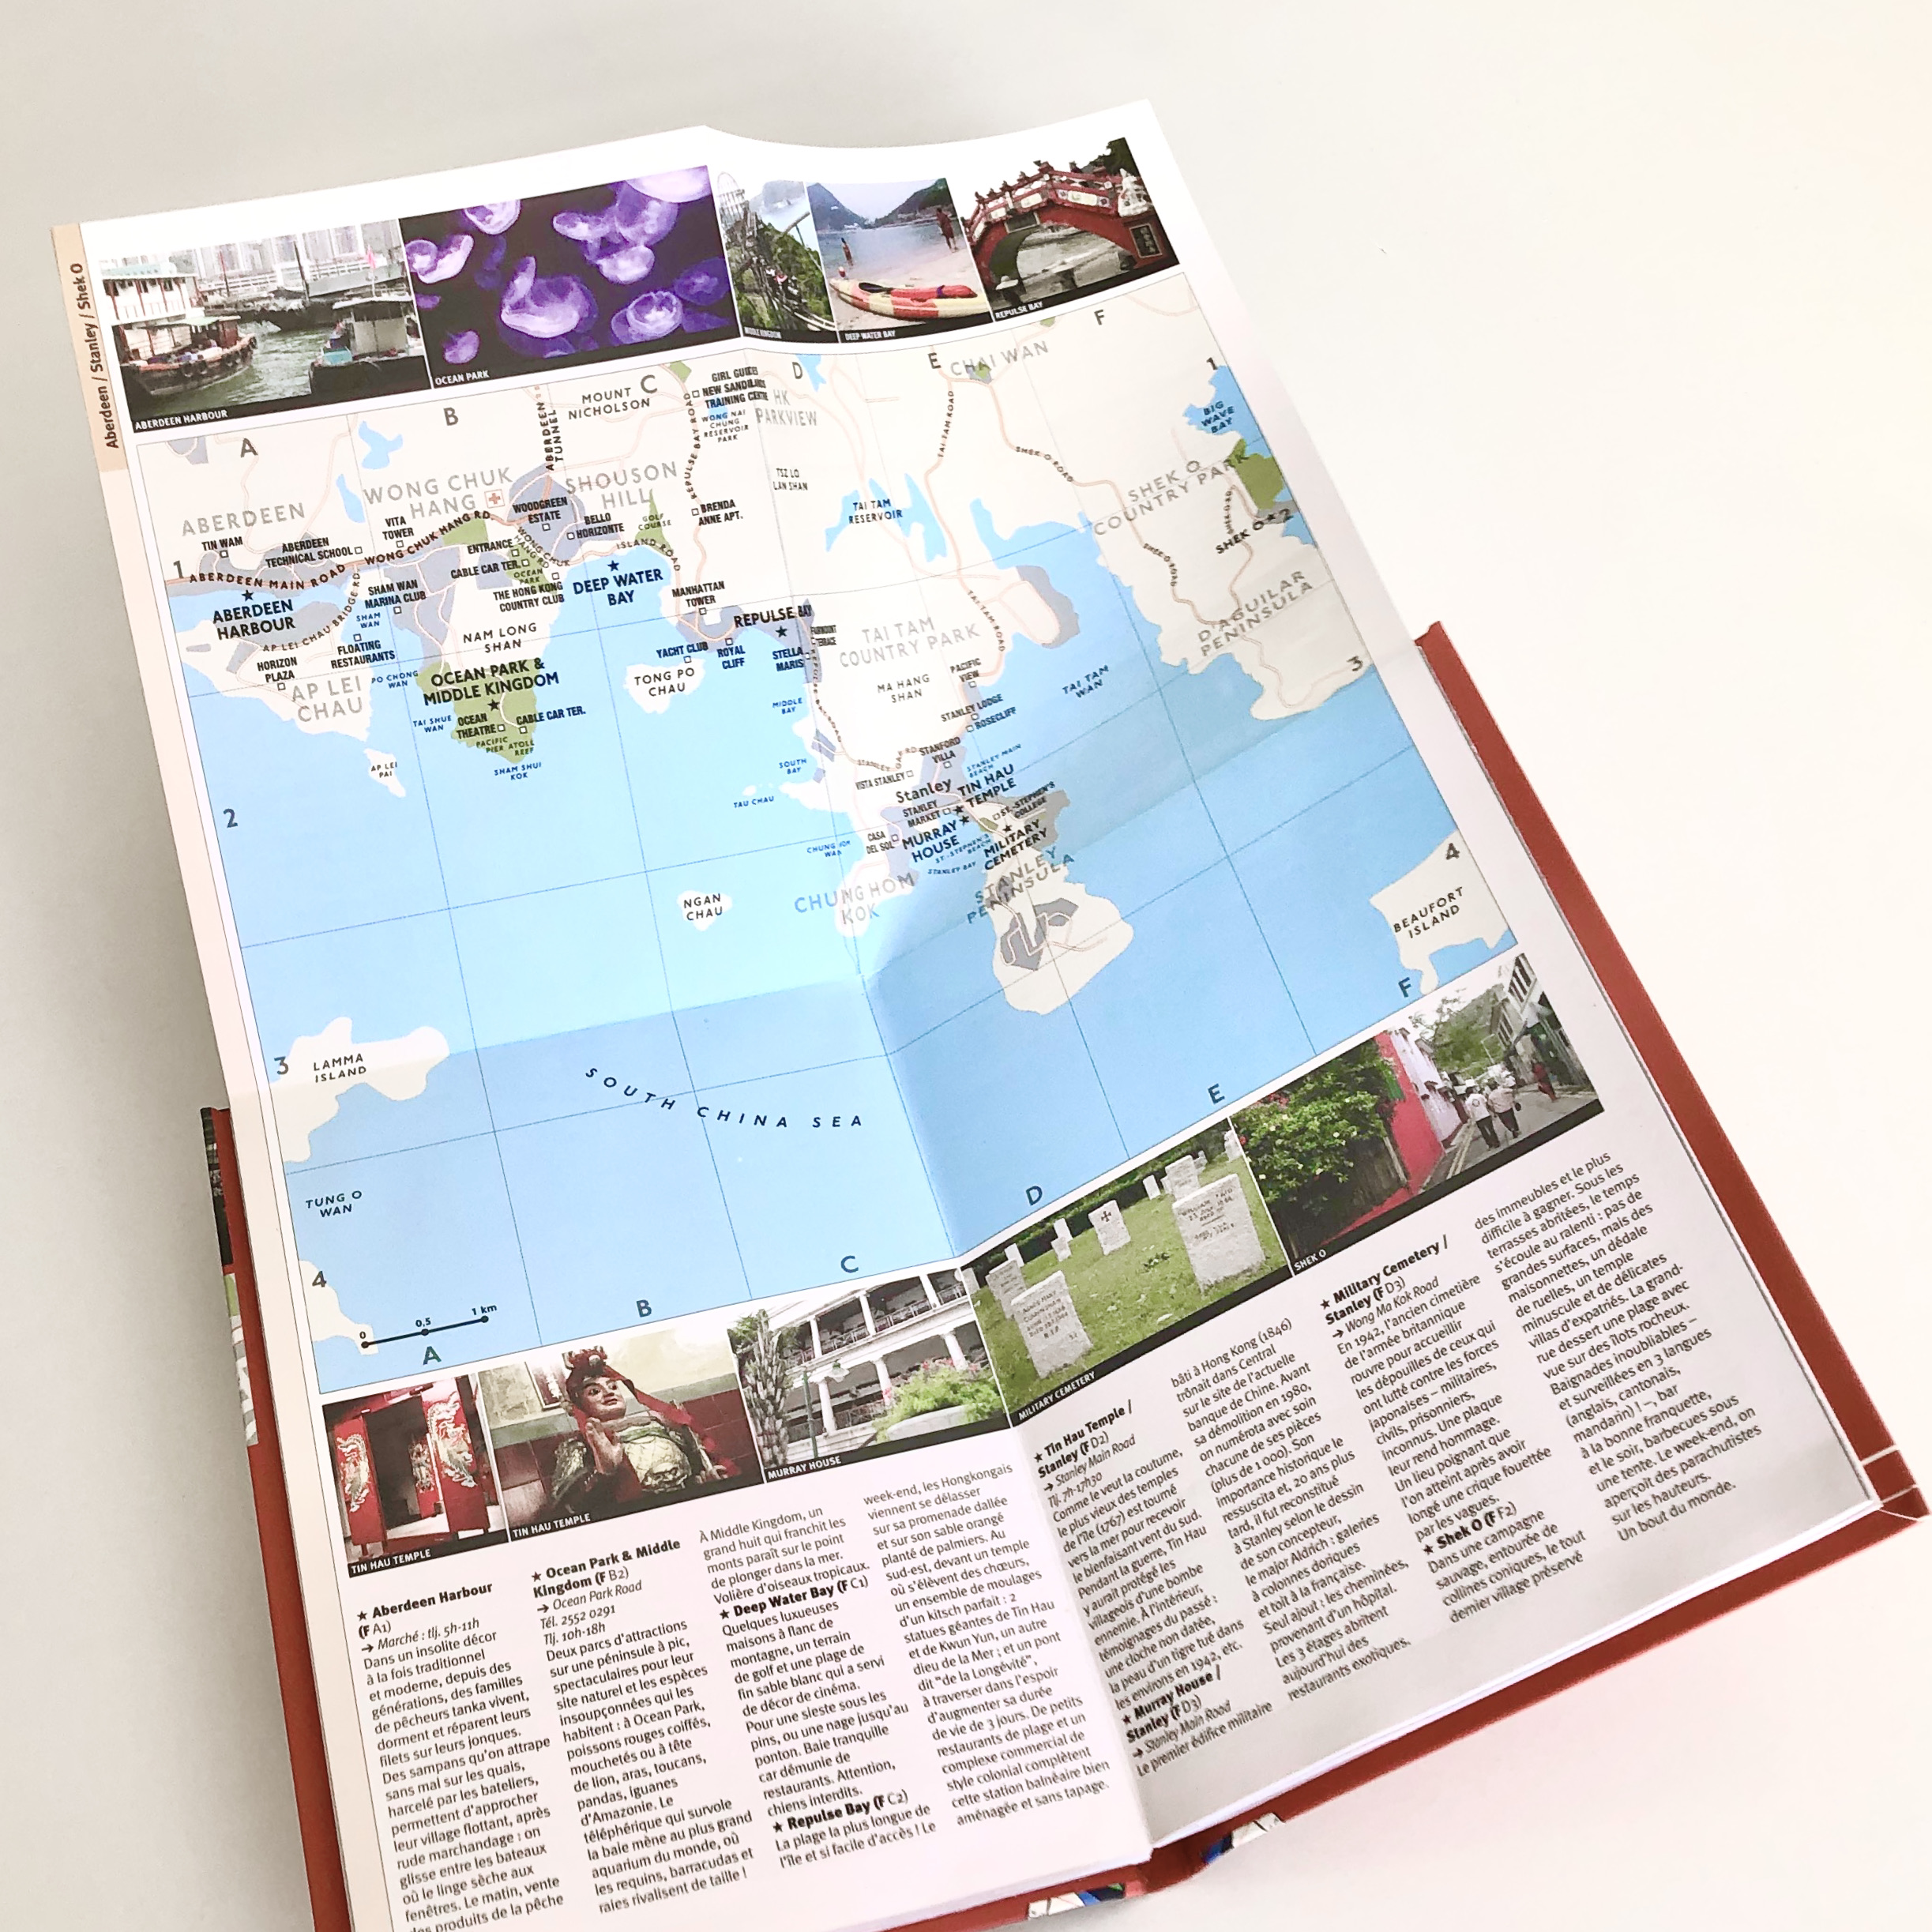 Aberdeen / Stanley / Shek O
ABERDEEN HARBOUR
OCEAN PARK
MIDDLE KINGDOM
DEEP WATER BAY
REPULSE BAY
A
B
C
D
E
F
1
1
2
2
3
3
4
4
A
B
C
D
E
F
ABERDEEN
TUNNEL
MOUNT
NICHOLSON
GIRL GUIDES
NEW SANDILANDS
TRAINING CENTRE
WONG NAI
CHUNG
RESERVOIR
PARK
HK
PARKVIEW
CHAI WAN
BIG
WAVE
BAY
REPULSE BAY ROAD
TSZ LO
LAN SHAN
TAI TAM ROAD
SHEK O ROAD
SHEK O
COUNTRY PARK
SHEK O ROAD
SHEK O
SHEK O ROAD
D'AGUILAR
PENINSULA
ABERDEEN
WONG CHUK
HANG
SHOUSON
HILL
TIN WAM
ABERDEEN
TECHNICAL SCHOOL
VITA
TOWER
WOODGREEN
ESTATE
BELLO
HORIZONTE
GOLF
COURSE
BRENDA
ANNE APT.
TAI TAM
RESERVOIR
WONG CHUK HANG RD
WONG CHUK
HANG RD
ISLAND ROAD
ENTRANCE
CABLE CAR TER.
OCEAN
PARK
THE HONG KONG
COUNTRY CLUB
DEEP WATER
BAY
ABERDEEN MAIN ROAD
ABERDEEN
HARBOUR
AP LEI CHAU BRIDGE RD
SHAM WAN
MARINA CLUB
SHAM
WAN
FLOATING
RESTAURANTS
HORIZON
PLAZA
AP LEI
CHAU
PO CHONG
WAN
NAM LONG
SHAN
OCEAN PARK &
MIDDLE KINGDOM
TAI SHUE
WAN
OCEAN
THEATRE
CABLE CAR TER.
PACIFIC
PIER
ATOLL
REEF
SHAM SHUI
KOK
AP LEI
PAI
MANHATTAN
TOWER
REPULSE BAY
FAIRMOUNT
TERRACE
YACHT CLUB
ROYAL
CLIFF
STELLA
MARIS
TONG PO
CHAU
TAI TAM
COUNTRY PARK
TAI TAM ROAD
MA HANG
SHAN
PACIFIC
VIEW
TAI TAM
WAN
MIDDLE
BAY
STANLEY LODGE
ROSECLIFF
STANLEY MAIN
BEACH
STANFORD
VILLA
SOUTH
BAY
VISTA STANLEY
Stanley
TIN HAU
TEMPLE
STANLEY
MARKET
ST.-STEPHEN'S
COLLEGE
TAU CHAU
CASA
DEL SOL
MURRAY
HOUSE
MILITARY
CEMETERY
ST.-STEPHEN'S
BEACH
STANLEY BAY
CHUNG HOM
WAN
CHUNG HOM
KOK
STANLEY
PENINSULA
NGAN
CHAU
BEAUFORT
ISLAND
LAMMA
ISLAND
SOUTH CHINA SEA
TUNG O
WAN
0
0.5
1 km
TIN HAU TEMPLE
TIN HAU TEMPLE
MURRAY HOUSE
MILITARY CEMETERY
SHEK O
★ Aberdeen Harbour
(F A1)
→ Marché : tlj. 5h-11h
Dans un insolite décor
à la fois traditionnel
et moderne, depuis des
générations, des familles
de pêcheurs tanka vivent,
dorment et réparent leurs
filets sur leurs jonques.
Des sampans qu'on attrape
sans mal sur les quais,
harcelé par les bateliers,
permettent d'approcher
leur village flottant, après
rude marchandage : on
glisse entre les bateaux
où le linge sèche aux
fenêtres. Le matin, vente
des produits de la pêche
★ Ocean Park & Middle
Kingdom (F B2)
→ Ocean Park Road
Tél. 2552 0291
Tlj. 10h-18h
Deux parcs d'attractions
sur une péninsule à pic,
spectaculaires pour leur
site naturel et les espèces
insoupçonnées qui les
habitent : à Ocean Park,
poissons rouges coiffés,
mouchetés ou à tête
de lion, aras, toucans,
pandas, iguanes
d'Amazonie. Le
téléphérique qui survole
la baie mène au plus grand
aquarium du monde, où
les requins, barracudas et
raies rivalisent de taille !
À Middle Kingdom, un
grand huit qui franchit les
monts paraît sur le point
de plonger dans la mer.
Volière d'oiseaux tropicaux.
★ Deep Water Bay (F C1)
Quelques luxueuses
maisons à flanc de
montagne, un terrain
de golf et une plage de
fin sable blanc qui a servi
de décor de cinéma.
Pour une sieste sous les
pins, ou une nage jusqu'au
ponton. Baie tranquille
car démunie de
restaurants. Attention,
chiens interdits.
★ Repulse Bay (F C2)
La plage la plus longue de
l'île et si facile d'accès ! Le
week-end, les Hongkongais
viennent se délasser
sur sa promenade dallée
et sur son sable orangé
planté de palmiers. Au
sud-est, devant un temple
où s'élèvent des chœurs,
un ensemble de moulages
d'un kitsch parfait : 2
statues géantes de Tin Hau
et de Kwun Yun, un autre
dieu de la Mer ; et un pont
dit "de la Longévité",
à traverser dans l'espoir
d'augmenter sa durée
de vie de 3 jours. De petits
restaurants de plage et un
complexe commercial de
style colonial complètent
cette station balnéaire bien
aménagée et sans tapage.
★ Tin Hau Temple /
Stanley (F D2)
→ Stanley Main Road
Tlj. 7h-17h30
Comme le veut la coutume,
le plus vieux des temples
de l'île (1767) est tourné
vers la mer pour recevoir
le bienfaisant vent du sud.
Pendant la guerre, Tin Hau
y aurait protégé les
villageois d'une bombe
ennemie. À l'intérieur,
témoignages du passé :
une cloche non datée,
la peau d'un tigre tué dans
les environs en 1942, etc.
★ Murray House /
Stanley (F D3)
→ Stanley Main Road
Le premier édifice militaire
bâti à Hong Kong (1846)
trônait dans Central
sur le site de l'actuelle
banque de Chine. Avant
sa démolition en 1980,
on numérota avec soin
chacune de ses pièces
(plus de 1 000). Son
importance historique le
ressuscita et, 20 ans plus
tard, il fut reconstitué
à Stanley selon le dessin
de son concepteur,
le major Aldrich : galeries
à colonnes doriques
et toit à la française.
Seul ajout : les cheminées,
provenant d'un hôpital.
Les 3 étages abritent
aujourd'hui des
restaurants exotiques.
★ Military Cemetery /
Stanley (F D3)
→ Wong Ma Kok Road
En 1942, l'ancien cimetière
de l'armée britannique
rouvre pour accueillir
les dépouilles de ceux qui
ont lutté contre les forces
japonaises – militaires,
civils, prisonniers,
inconnus. Une plaque
leur rend hommage.
Un lieu poignant que
l'on atteint après avoir
longé une crique fouettée
par les vagues.
★ Shek O (F F2)
Dans une campagne
sauvage, entourée de
collines coniques, le tout
dernier village préservé
des immeubles et le plus
difficile à gagner. Sous les
terrasses abritées, le temps
s'écoule au ralenti : pas de
grandes surfaces, mais des
maisonnettes, un dédale
de ruelles, un temple
minuscule et de délicates
villas d'expatriés. La grand-
rue dessert une plage avec
vue sur des îlots rocheux.
Baignades inoubliables –
et surveillées en 3 langues
(anglais, cantonais,
mandarin) ! –, bar
à la bonne franquette,
et le soir, barbecues sous
une tente. Le week-end, on
aperçoit des parachutistes
sur les hauteurs.
Un bout du monde.